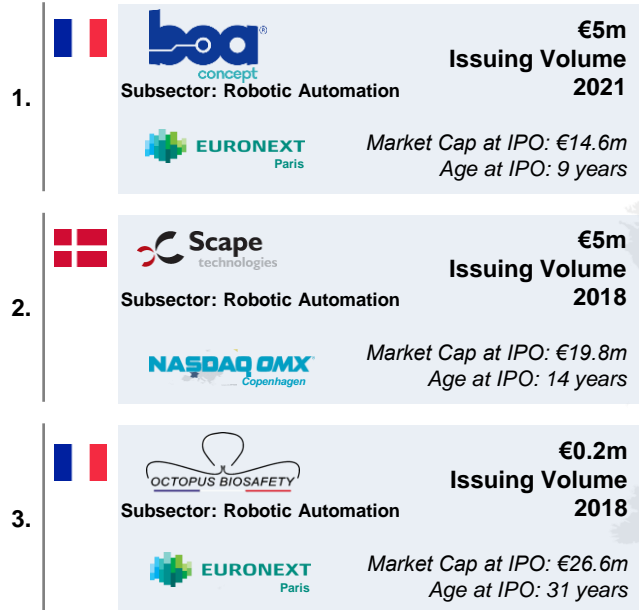 1.
boa®
concept
Subsector: Robotic Automation
€5m
Issuing Volume
2021
EURONEXT
Paris
Market Cap at IPO: €14.6m
Age at IPO: 9 years
2.
Scape
technologies
Subsector: Robotic Automation
€5m
Issuing Volume
2018
NASDAQ OMX
Copenhagen
Market Cap at IPO: €19.8m
Age at IPO: 14 years
3.
OCTOPUS BIOSAFETY
Subsector: Robotic Automation
€0.2m
Issuing Volume
2018
EURONEXT
Paris
Market Cap at IPO: €26.6m
Age at IPO: 31 years